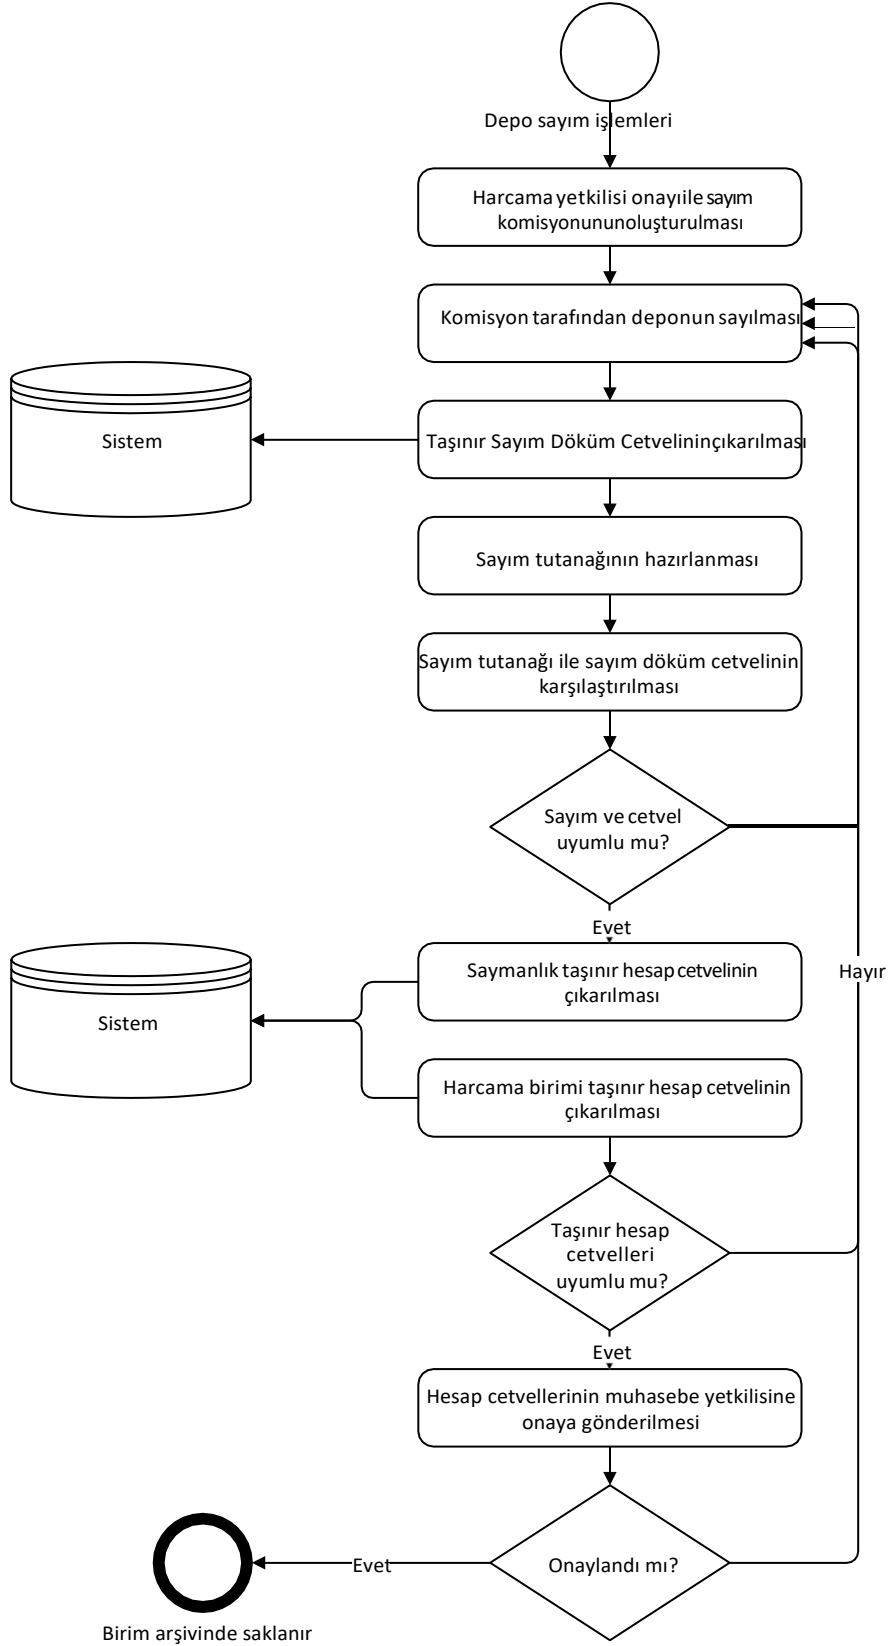 Depo sayım işlemleri
Harcama yetkilisi onayıile sayım
komisyonununoluşturulması
Komisyon tarafından deponun sayılması
Sistem
Taşınır Sayım Döküm Cetvelininçıkarılması
Sayım tutanağının hazırlanması
Sayım tutanağı ile sayım döküm cetvelinin
karşılaştırılması
Sayım ve cetvel
uyumlu mu?
Evet
Saymanlık taşınır hesap cetvelinin
çıkarılması
Hayır
Sistem
Harcama birimi taşınır hesap cetvelinin
çıkarılması
Taşınır hesap
cetvelleri
uyumlu mu?
Evet
Hesap cetvellerinin muhasebe yetkilisine
onaya gönderilmesi
Onaylandı mı?
Evet
Birim arşivinde saklanır